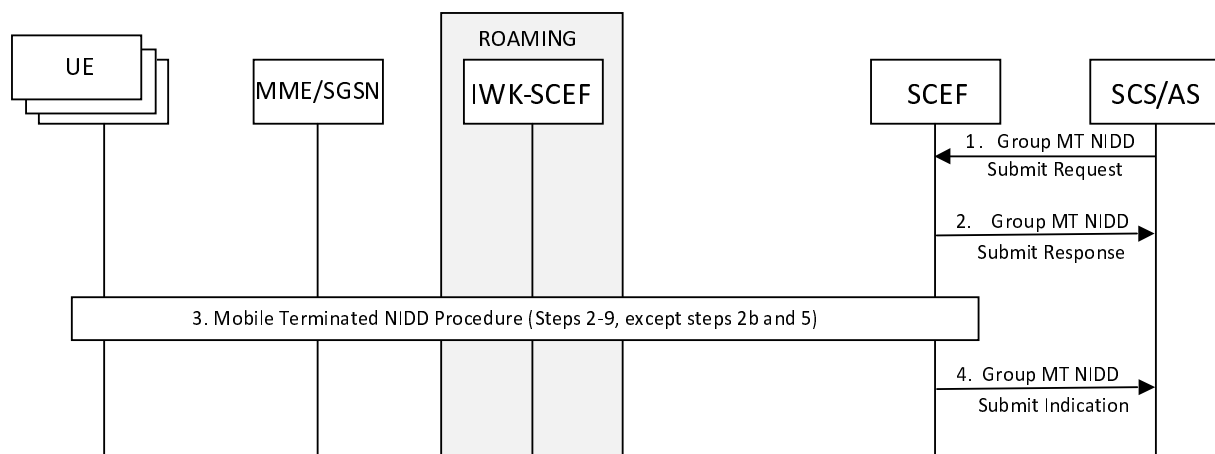 ROAMING
UE
MME/SGSN
IWK-SCEF
SCEF
SCS/AS
1. Group MT NIDD
Submit Request
2. Group MT NIDD
Submit Response
3. Mobile Terminated NIDD Procedure (Steps 2-9, except steps 2b and 5)
4. Group MT NIDD
Submit Indication